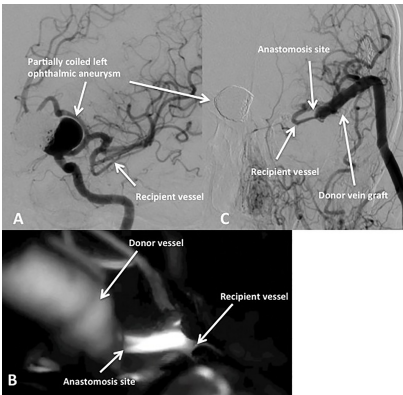 Partially coiled left
ophthalmic aneurysm
Recipient vessel
A
Anastomosis site
Recipient vessel
Donor vein graft
C
Donor vessel
Recipient vessel
Anastomosis site
B